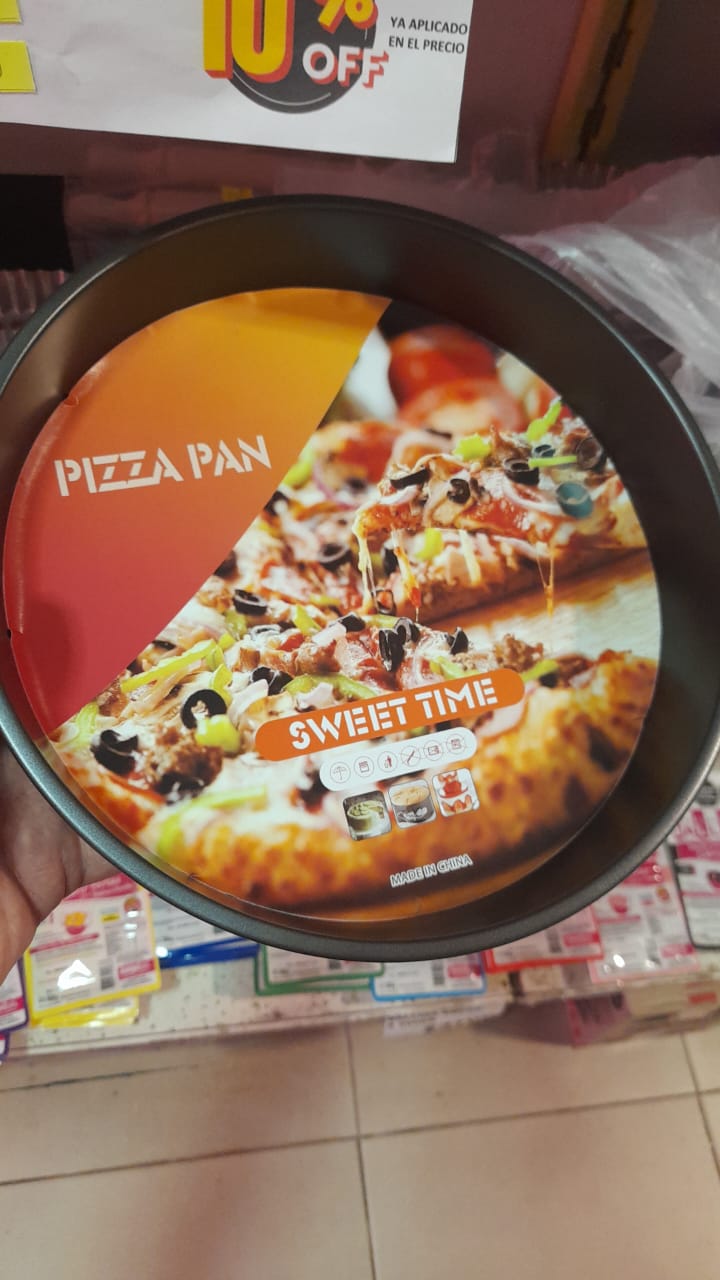 10%
OFF
YA APLICADO
EN EL PRECIO
PIZZA PAN
SWEET TIME
MADE IN CHINA